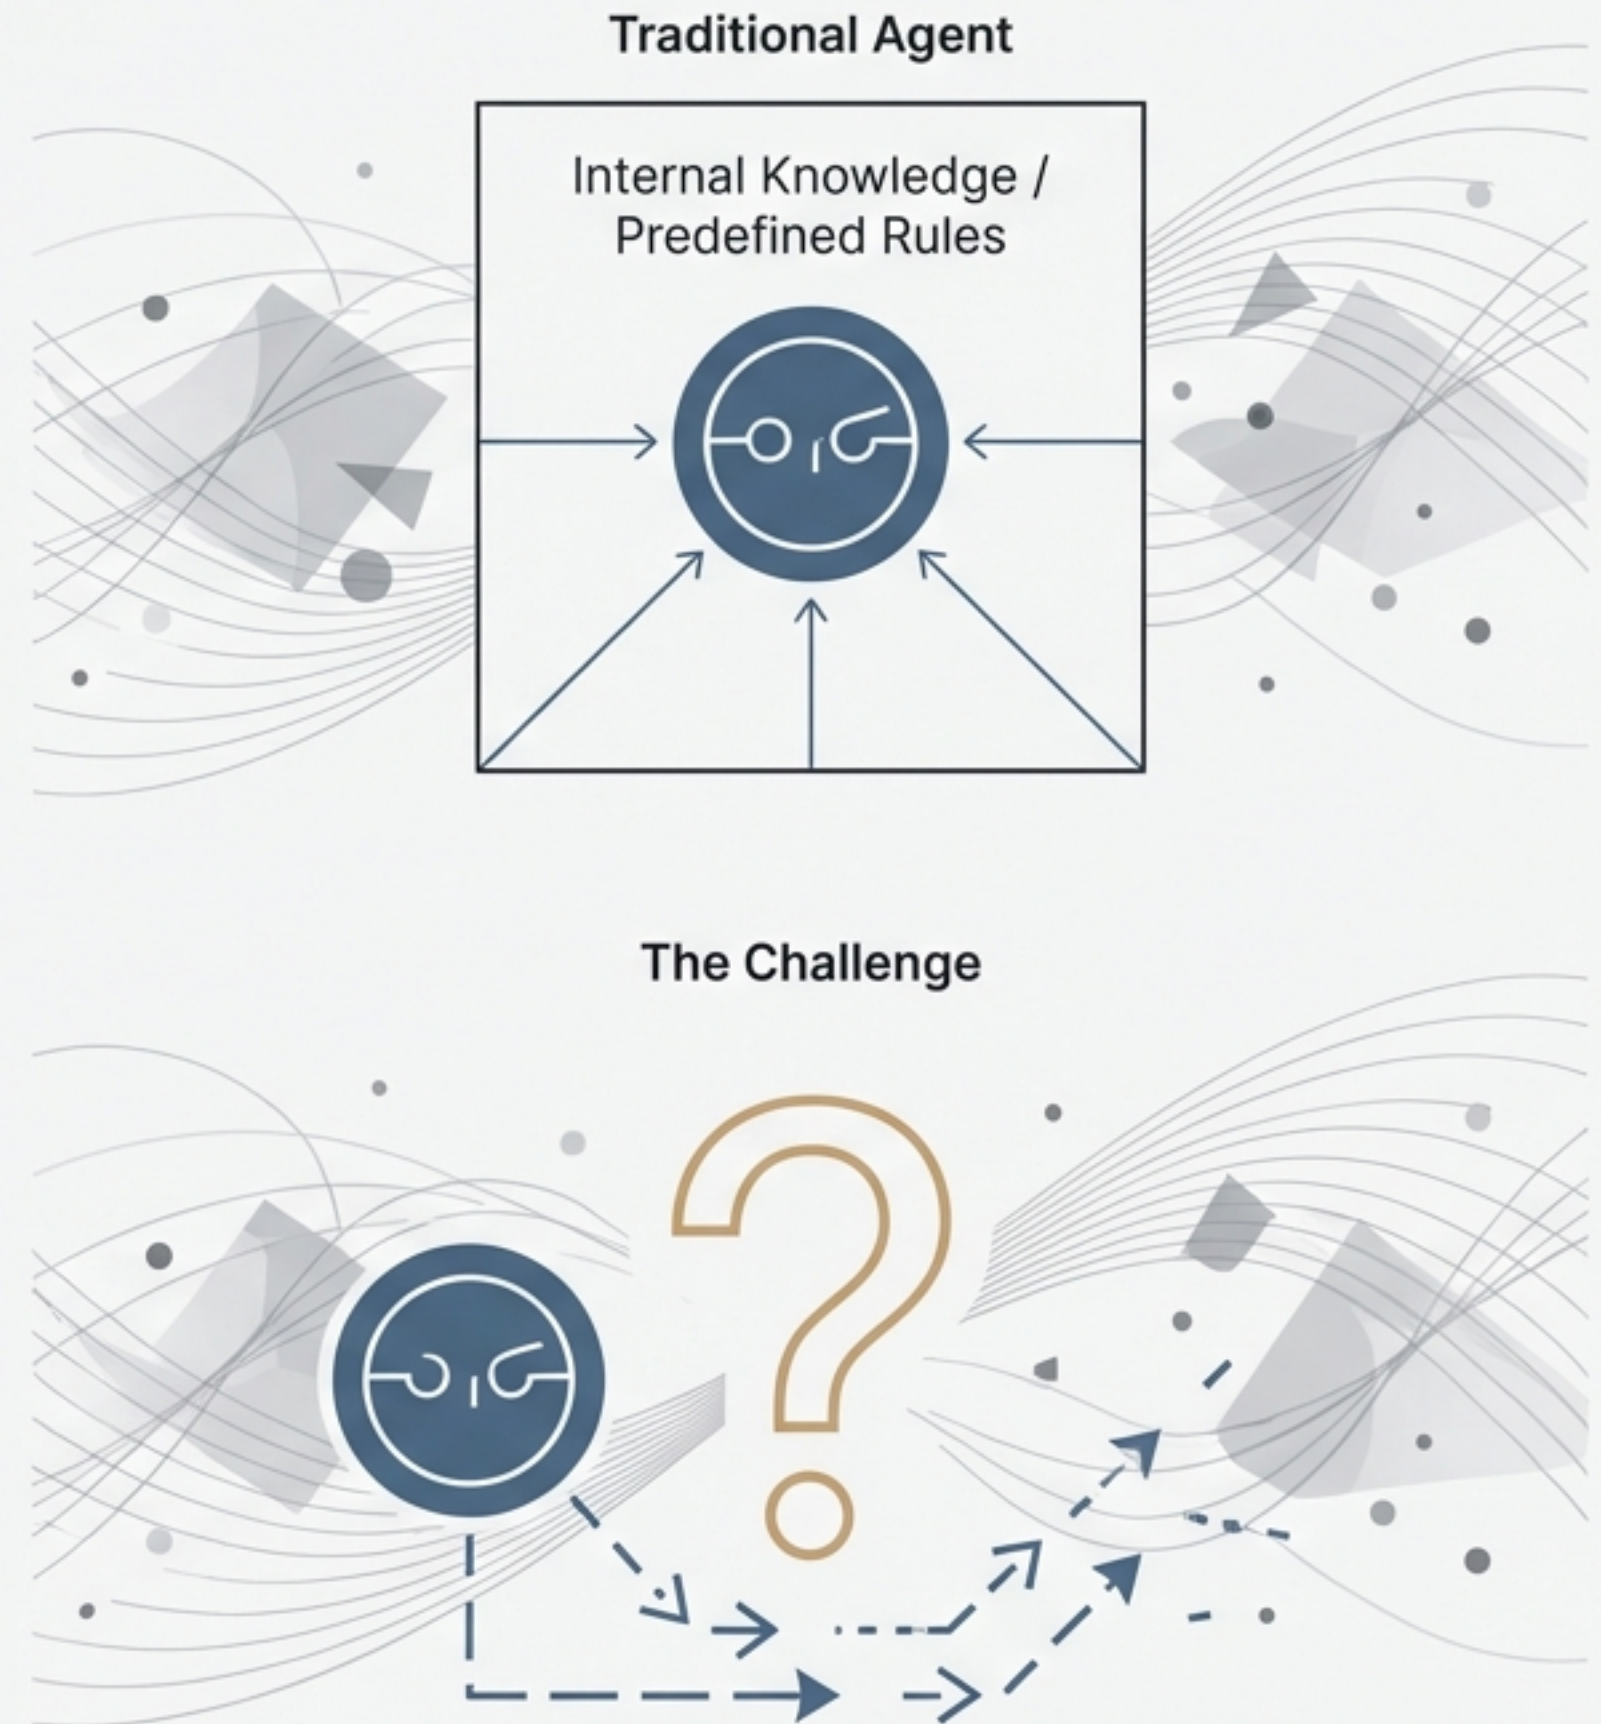 Traditional Agent
Internal Knowledge /
Predefined Rules
The Challenge
?